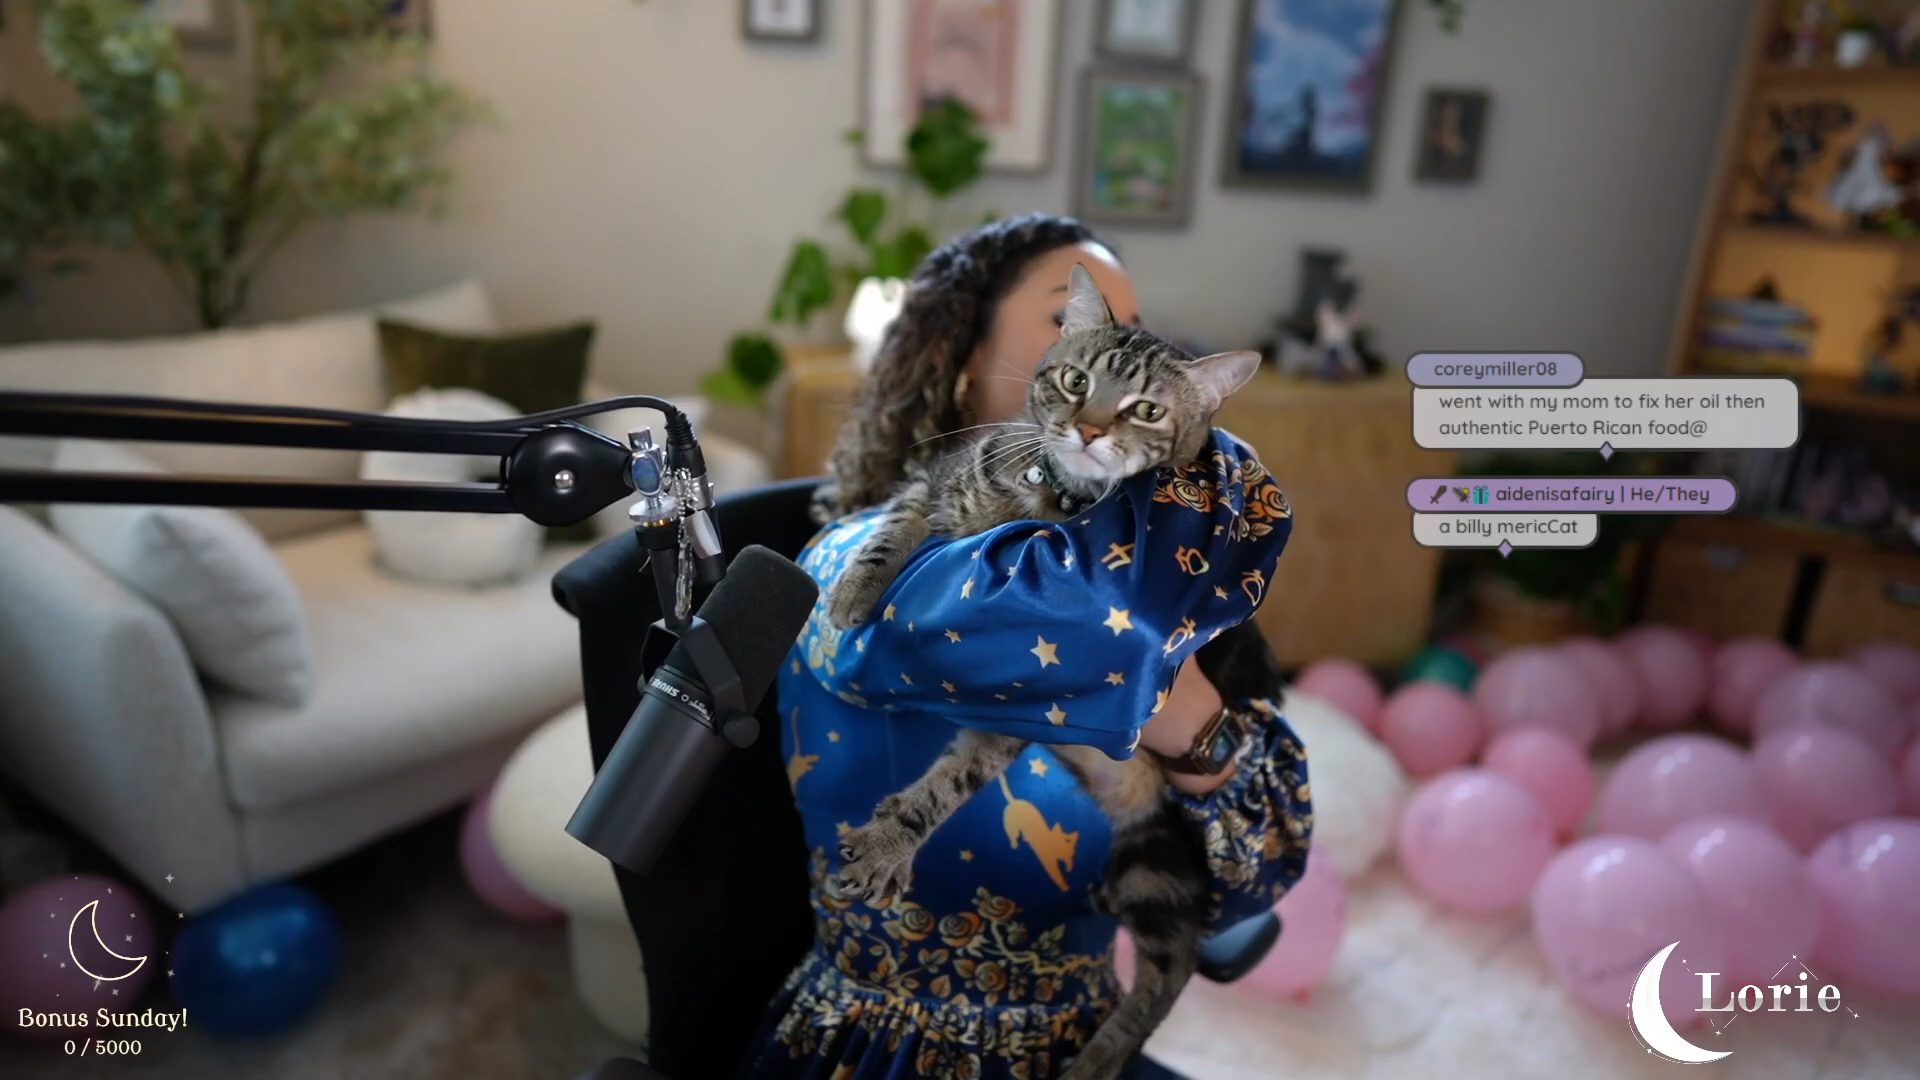 coreymiller08
went with my mom to fix her oil then
authentic Puerto Rican food@
aidenisafairy | He/They
a billy mericCat
SHURE
Bonus Sunday!
0 / 5000
Lorie